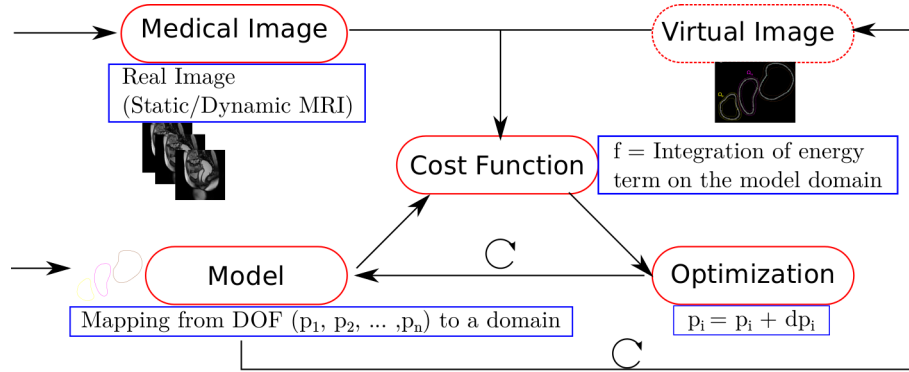 Medical Image
Virtual Image
Real Image
(Static/Dynamic MRI)
Cost Function
f = Integration of energy
term on the model domain
Model
Optimization
Mapping from DOF (p₁, p₂, ... ,pₙ) to a domain
pᵢ = pᵢ + dpᵢ